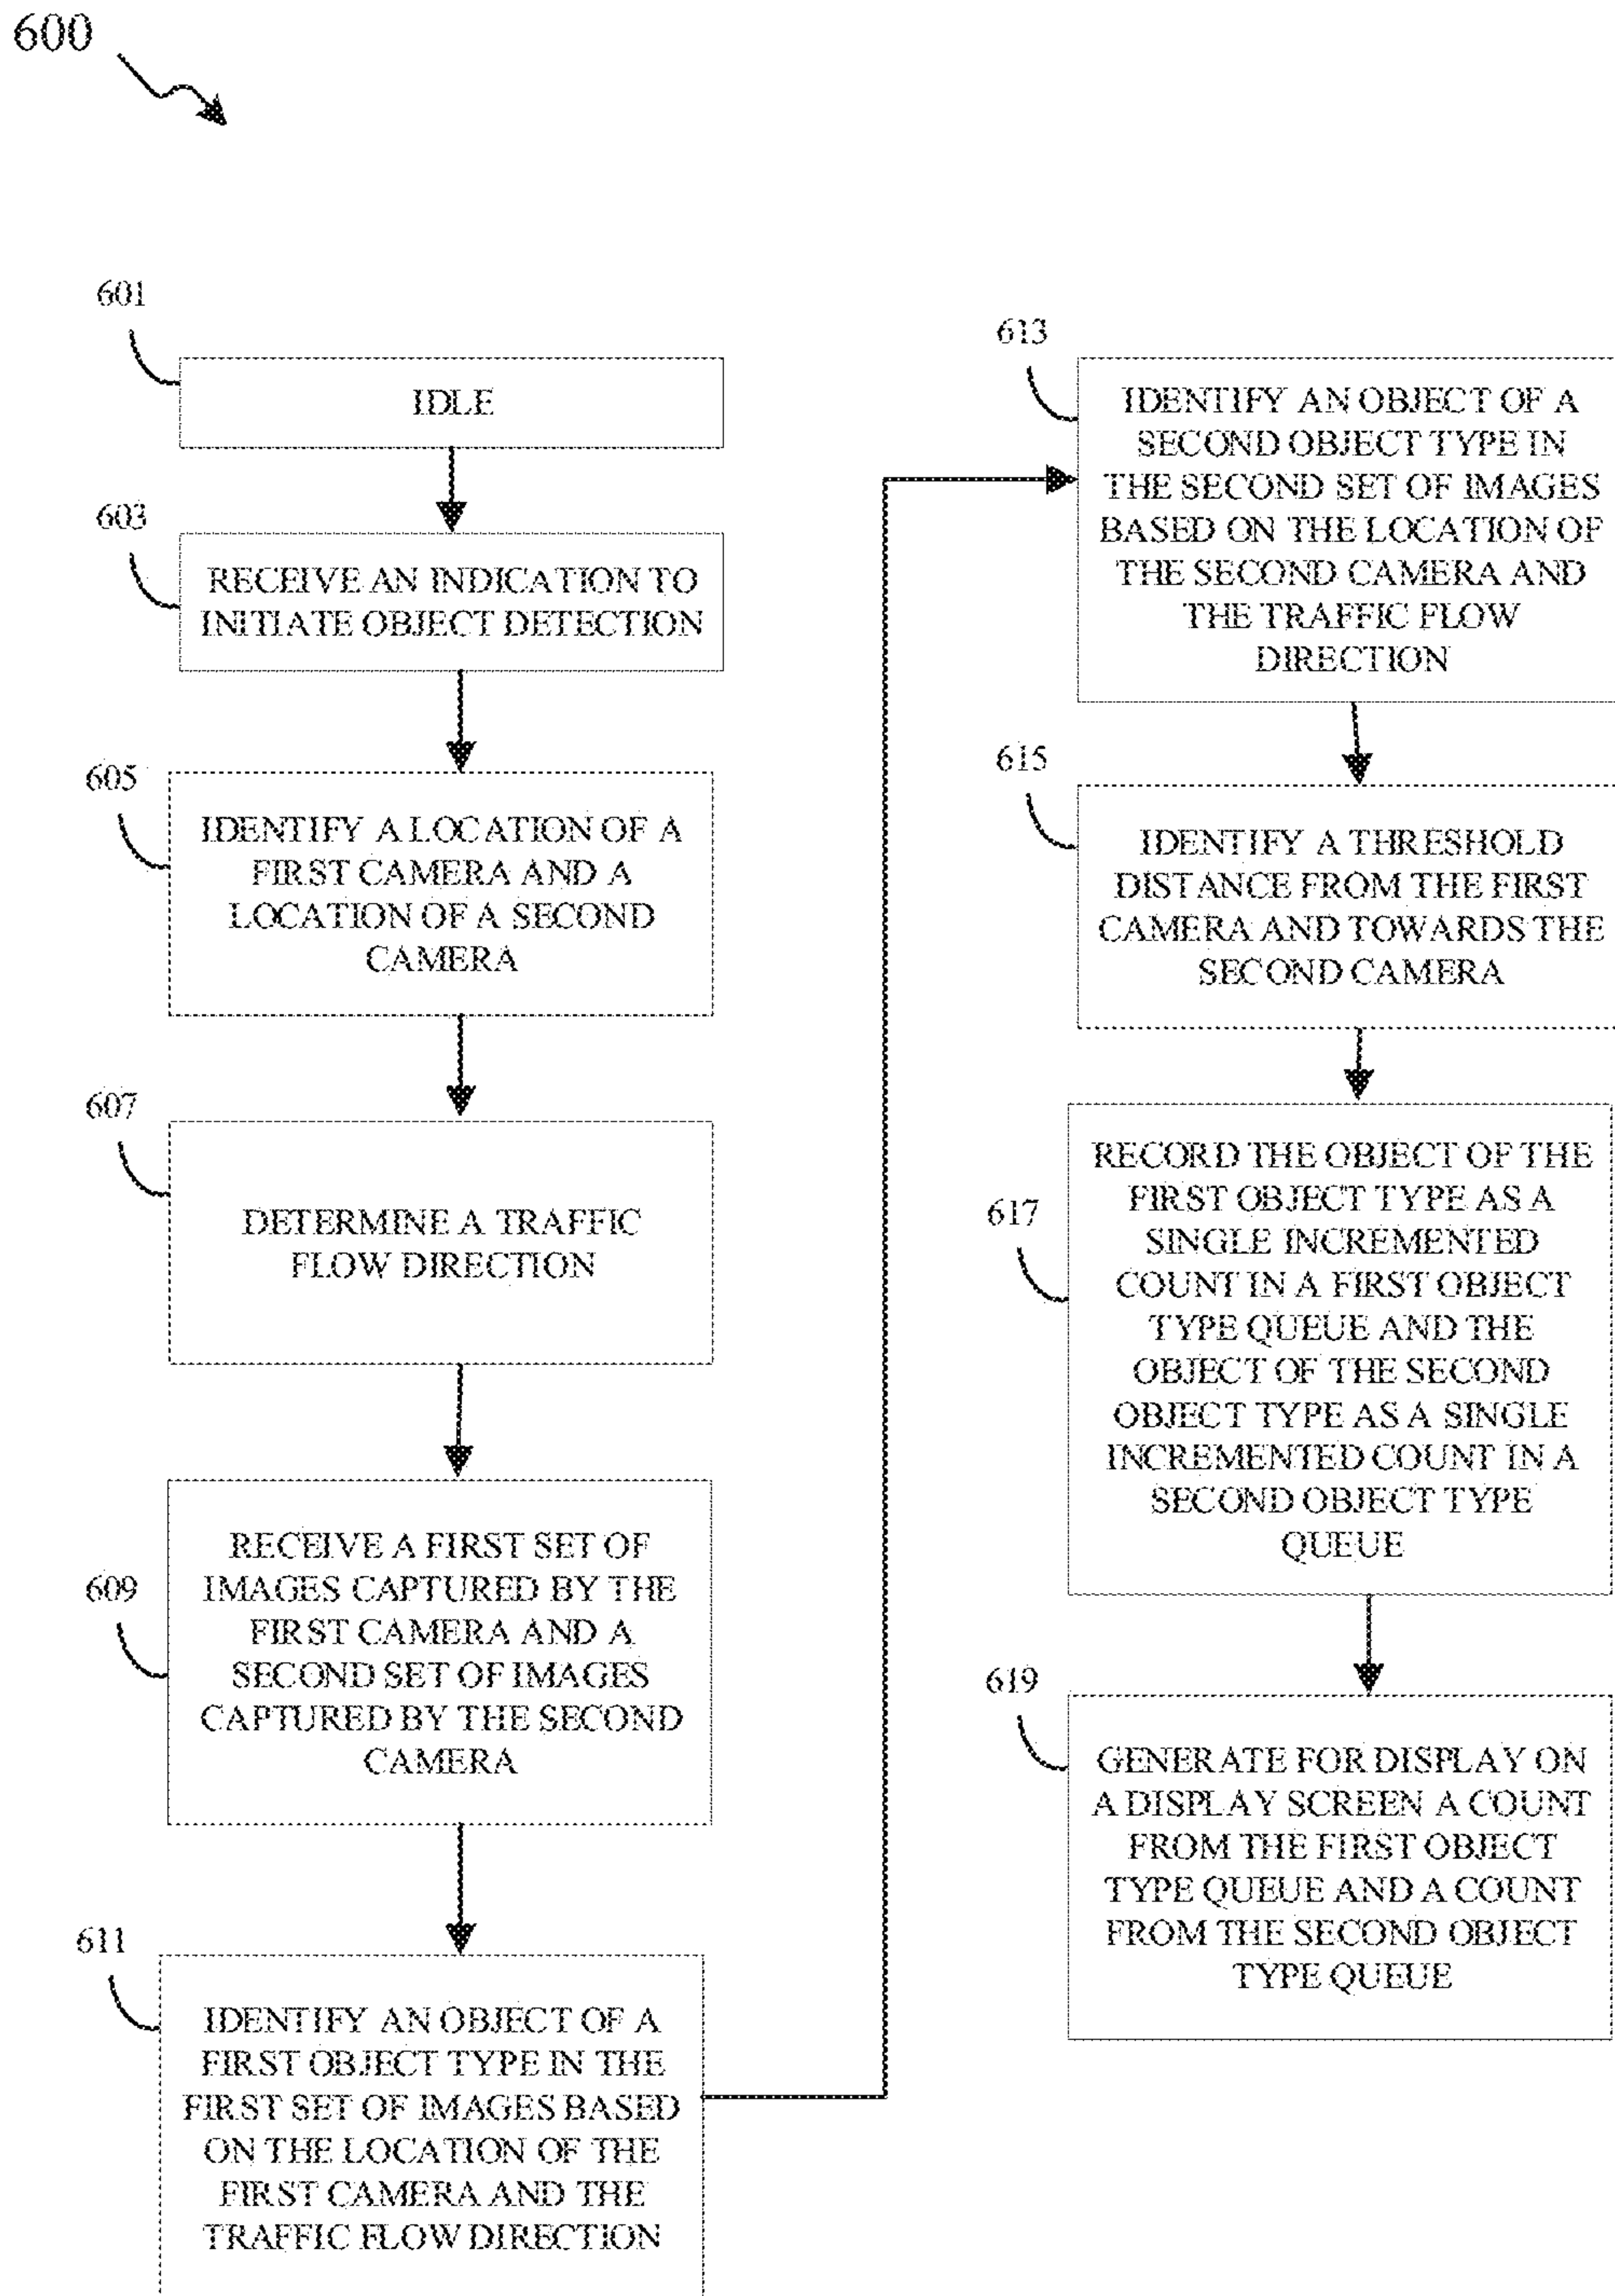 600
601
IDLE
603
RECEIVE AN INDICATION TO
INITIATE OBJECT DETECTION
605
IDENTIFY A LOCATION OF A
FIRST CAMERA AND A
LOCATION OF A SECOND
CAMERA
607
DETERMINE A TRAFFIC
FLOW DIRECTION
609
RECEIVE A FIRST SET OF
IMAGES CAPTURED BY THE
FIRST CAMERA AND A
SECOND SET OF IMAGES
CAPTURED BY THE SECOND
CAMERA
611
IDENTIFY AN OBJECT OF A
FIRST OBJECT TYPE IN THE
FIRST SET OF IMAGES BASED
ON THE LOCATION OF THE
FIRST CAMERA AND THE
TRAFFIC FLOW DIRECTION
613
IDENTIFY AN OBJECT OF A
SECOND OBJECT TYPE IN
THE SECOND SET OF IMAGES
BASED ON THE LOCATION OF
THE SECOND CAMERA AND
THE TRAFFIC FLOW
DIRECTION
615
IDENTIFY A THRESHOLD
DISTANCE FROM THE FIRST
CAMERA AND TOWARDS THE
SECOND CAMERA
617
RECORD THE OBJECT OF THE
FIRST OBJECT TYPE AS A
SINGLE INCREMENTED
COUNT IN A FIRST OBJECT
TYPE QUEUE AND THE
OBJECT OF THE SECOND
OBJECT TYPE AS A SINGLE
INCREMENTED COUNT IN A
SECOND OBJECT TYPE
QUEUE
619
GENERATE FOR DISPLAY ON
A DISPLAY SCREEN A COUNT
FROM THE FIRST OBJECT
TYPE QUEUE AND A COUNT
FROM THE SECOND OBJECT
TYPE QUEUE